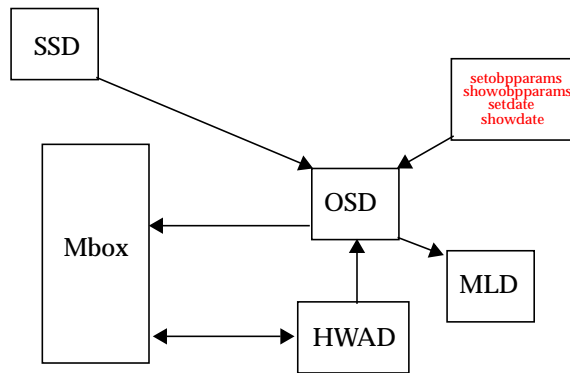 SSD
setobpparams
showobpparams
setdate
showdate
OSD
Mbox
MLD
HWAD